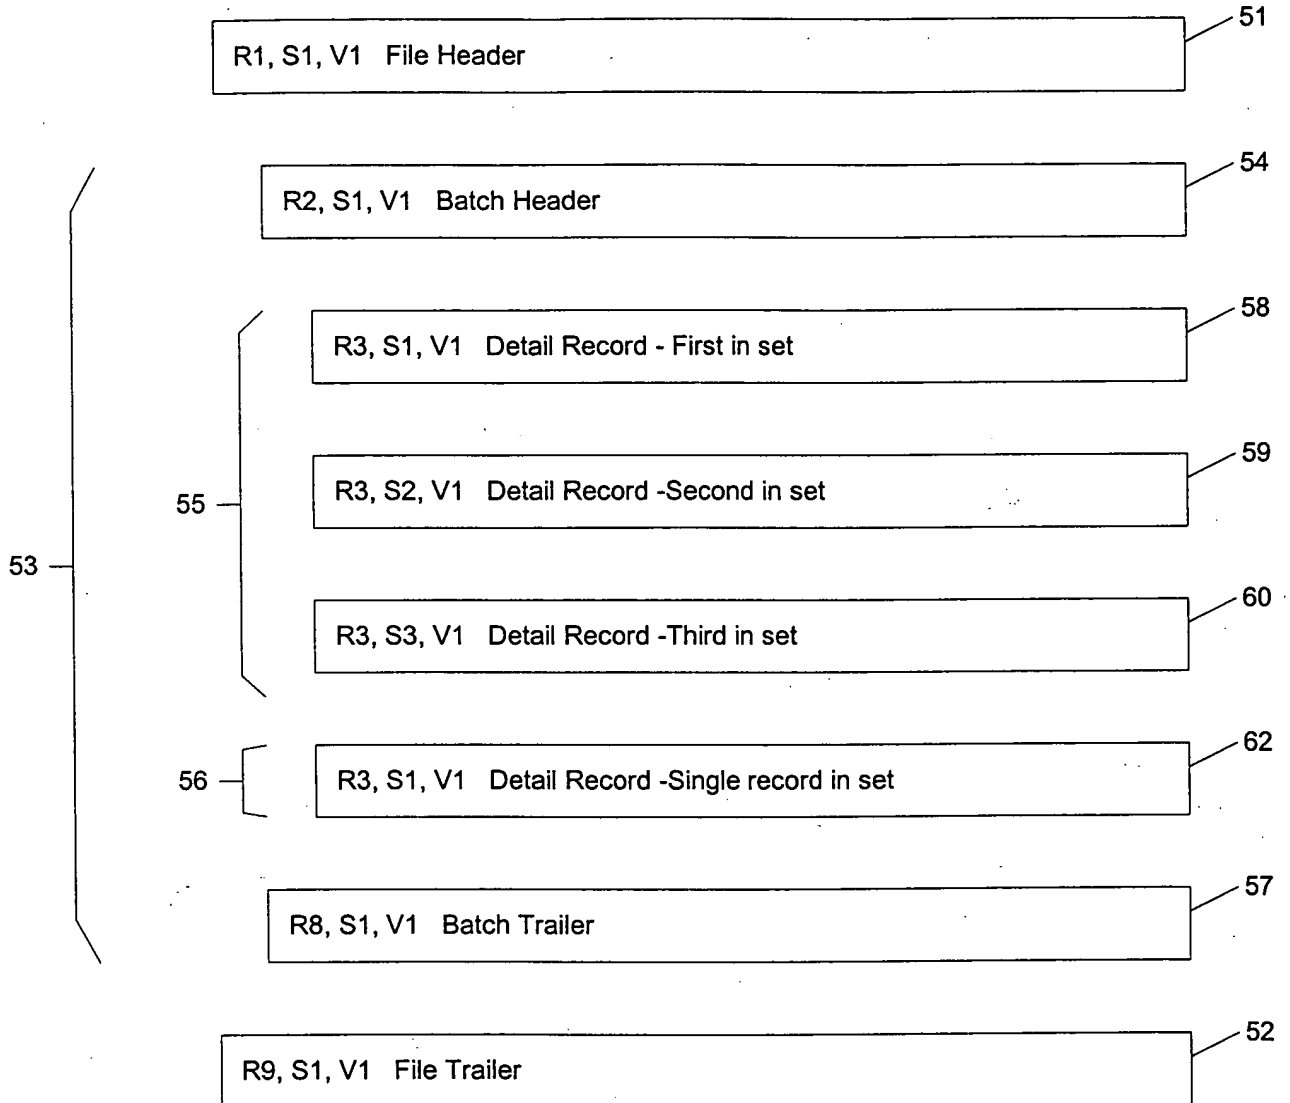 51
R1, S1, V1 File Header
54
R2, S1, V1 Batch Header
58
R3, S1, V1 Detail Record - First in set
59
R3, S2, V1 Detail Record -Second in set
55
53
60
R3, S3, V1 Detail Record -Third in set
62
56
R3, S1, V1 Detail Record -Single record in set
57
R8, S1, V1 Batch Trailer
52
R9, S1, V1 File Trailer